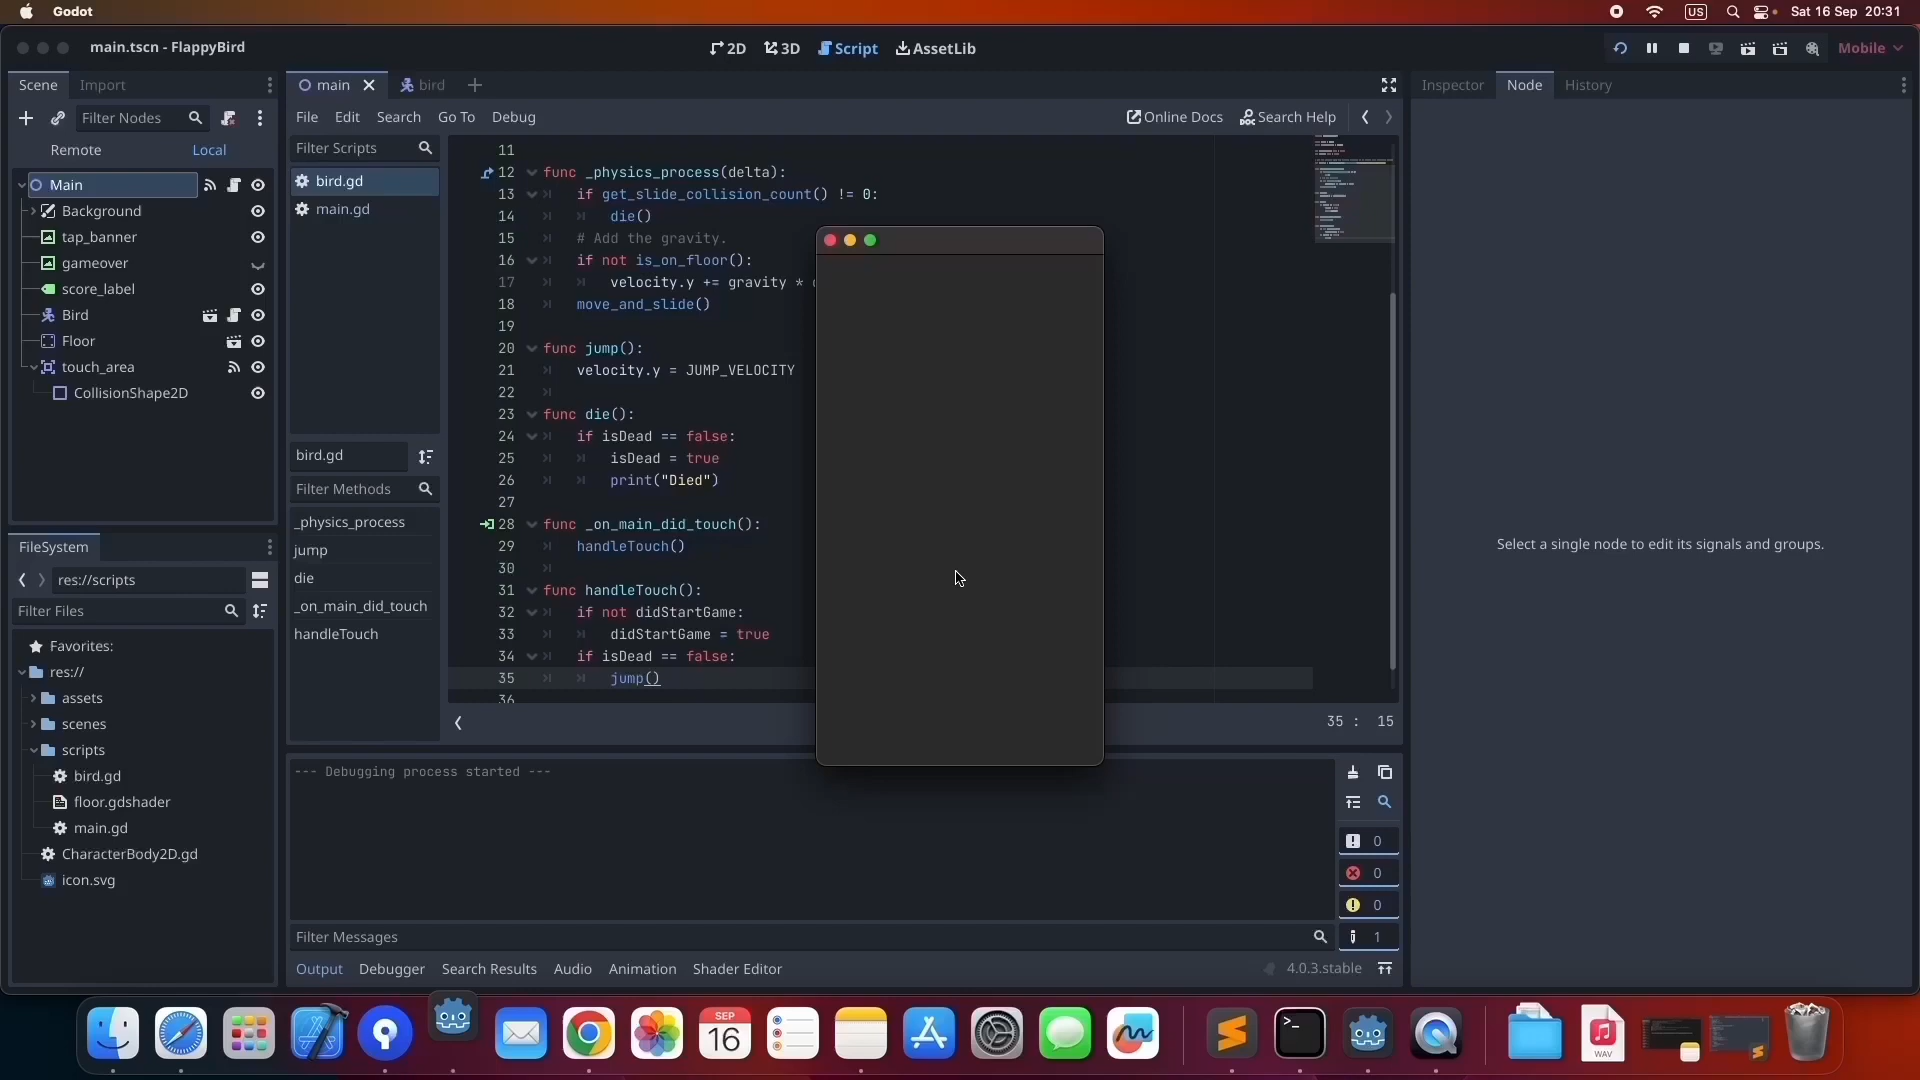 Godot
US
Sat 16 Sep 20:31
main.tscn - FlappyBird
2D
3D
Script
AssetLib
Mobile
Scene
Import
Filter Nodes
Remote
Local
Main
Background
tap_banner
gameover
score_label
Bird
Floor
touch_area
CollisionShape2D
FileSystem
res://scripts
Filter Files
Favorites:
res://
assets
scenes
scripts
bird.gd
floor.gdshader
main.gd
CharacterBody2D.gd
icon.svg
main
bird
File Edit Search Go To Debug
Online Docs
Search Help
Filter Scripts
bird.gd
main.gd
bird.gd
Filter Methods
_physics_process
jump
die
_on_main_did_touch
handleTouch
11
12 func _physics_process(delta):
13 if get_slide_collision_count() != 0:
14 die()
15 # Add the gravity.
16 if not is_on_floor():
17 velocity.y += gravity *
18 move_and_slide()
19
20 func jump():
21 velocity.y = JUMP_VELOCITY
22
23 func die():
24 if isDead == false:
25 isDead = true
26 print("Died")
27
28 func _on_main_did_touch():
29 handleTouch()
30
31 func handleTouch():
32 if not didStartGame:
33 didStartGame = true
34 if isDead == false:
35 jump()
36
35 : 15
--- Debugging process started ---
0
0
0
1
Filter Messages
Output Debugger Search Results Audio Animation Shader Editor
4.0.3.stable
Inspector
Node
History
Select a single node to edit its signals and groups.
SEP
16
WAV